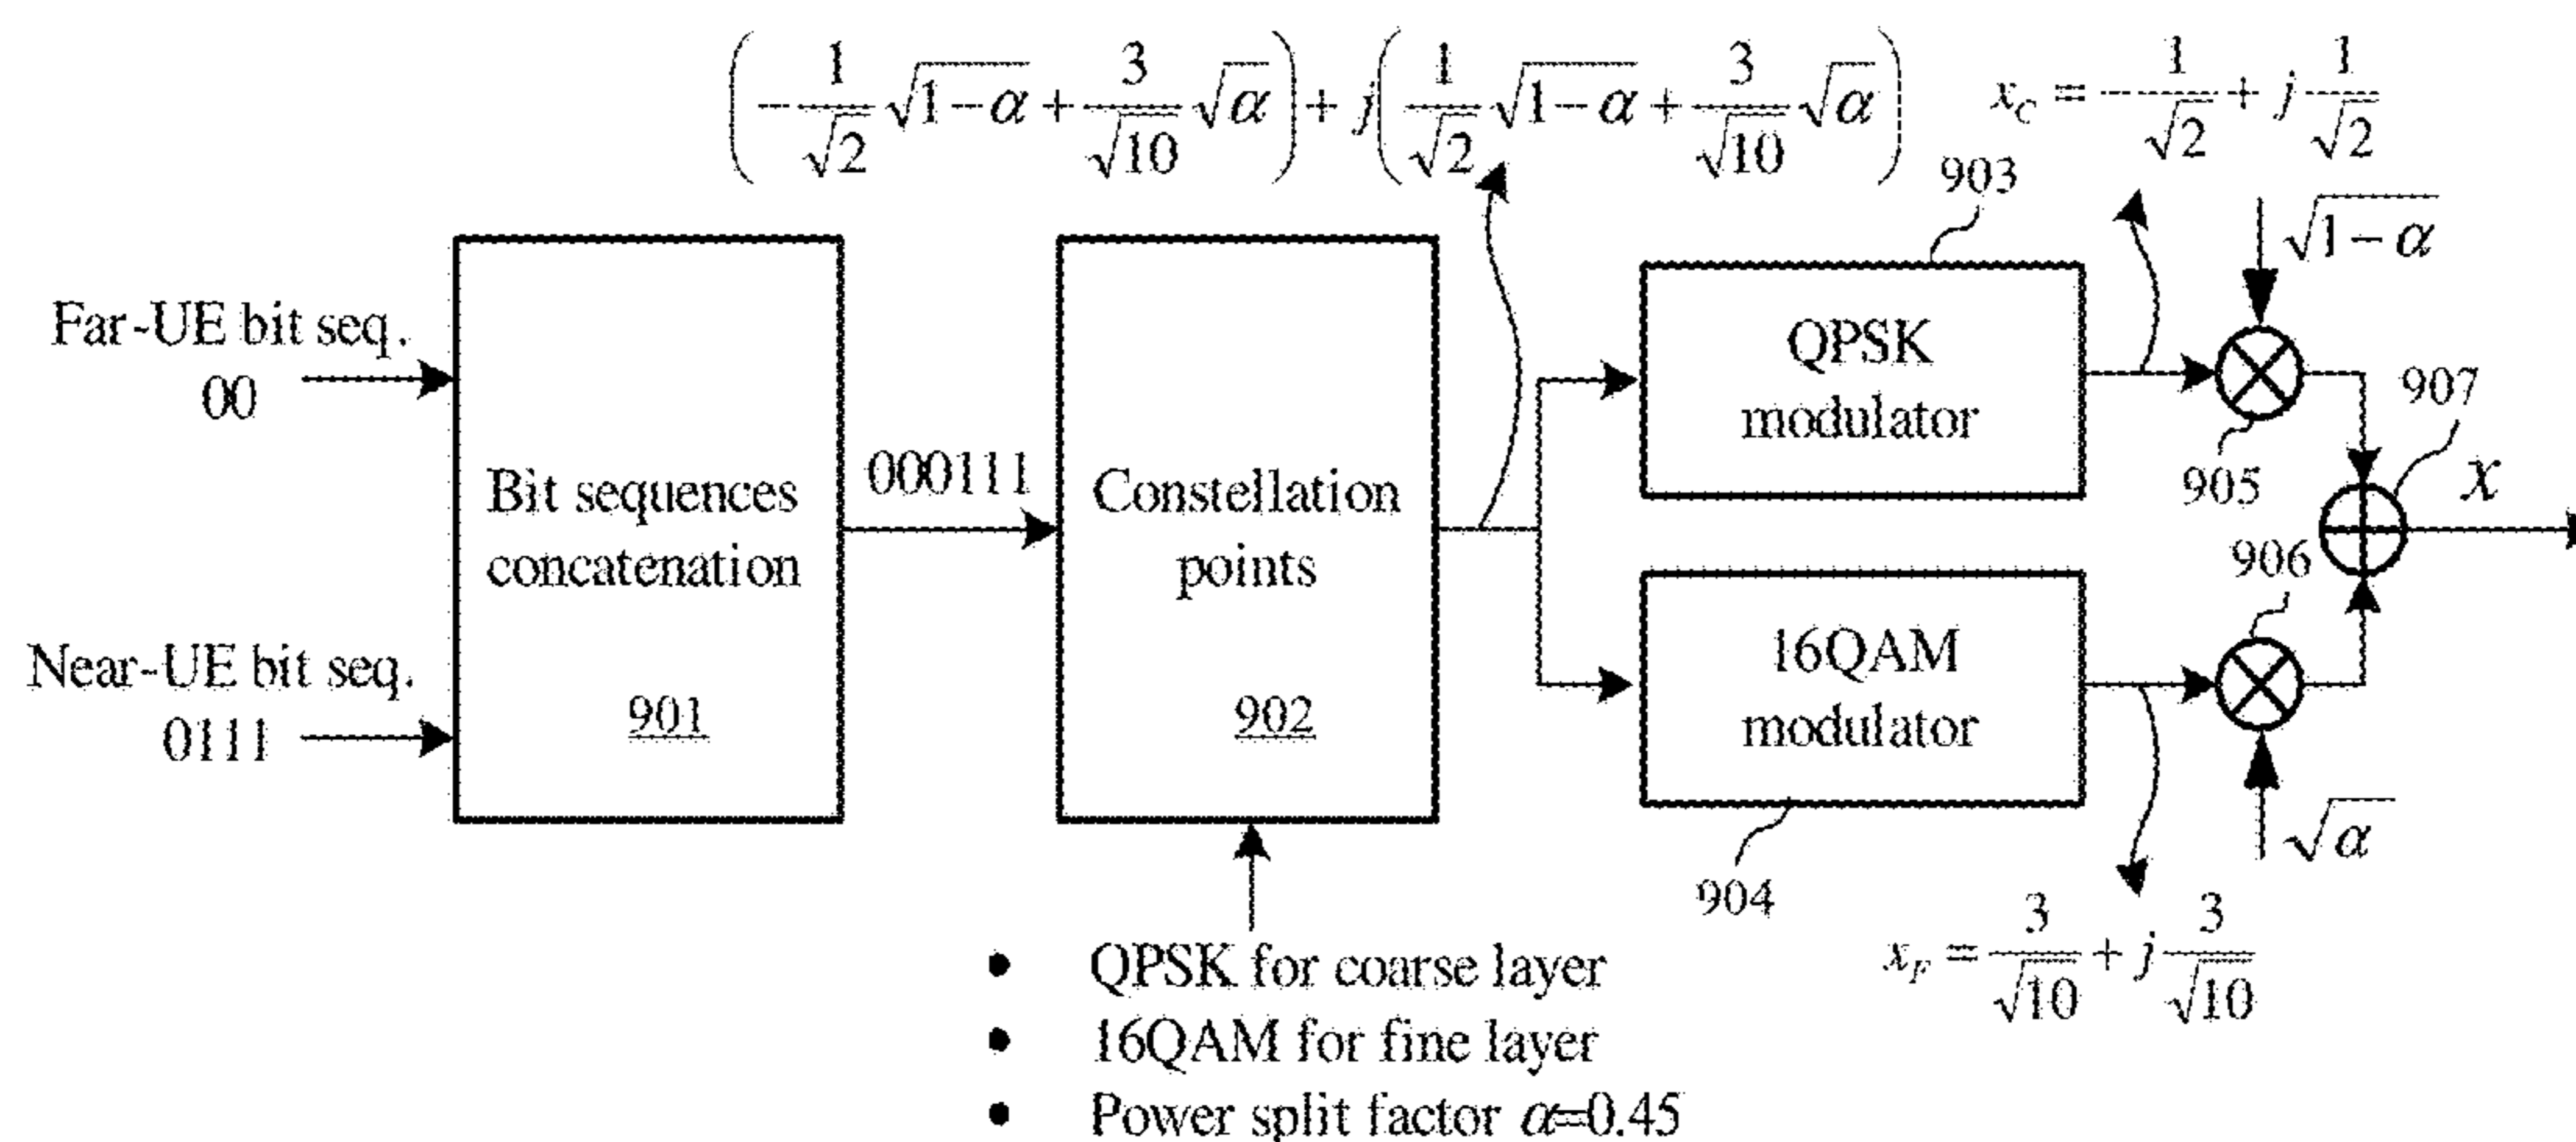 (-1/√2 √1-α + 3/√10 √α) + j(1/√2 √1-α + 3/√10 √α)
x_C = -1/√2 + j 1/√2
903
√1-α
Far-UE bit seq.
00
Near-UE bit seq.
0111
Bit sequences
concatenation
901
000111
Constellation
points
902
QPSK
modulator
16QAM
modulator
904
905
906
907
x
√α
x_F = 3/√10 + j 3/√10
• QPSK for coarse layer
• 16QAM for fine layer
• Power split factor α=0.45